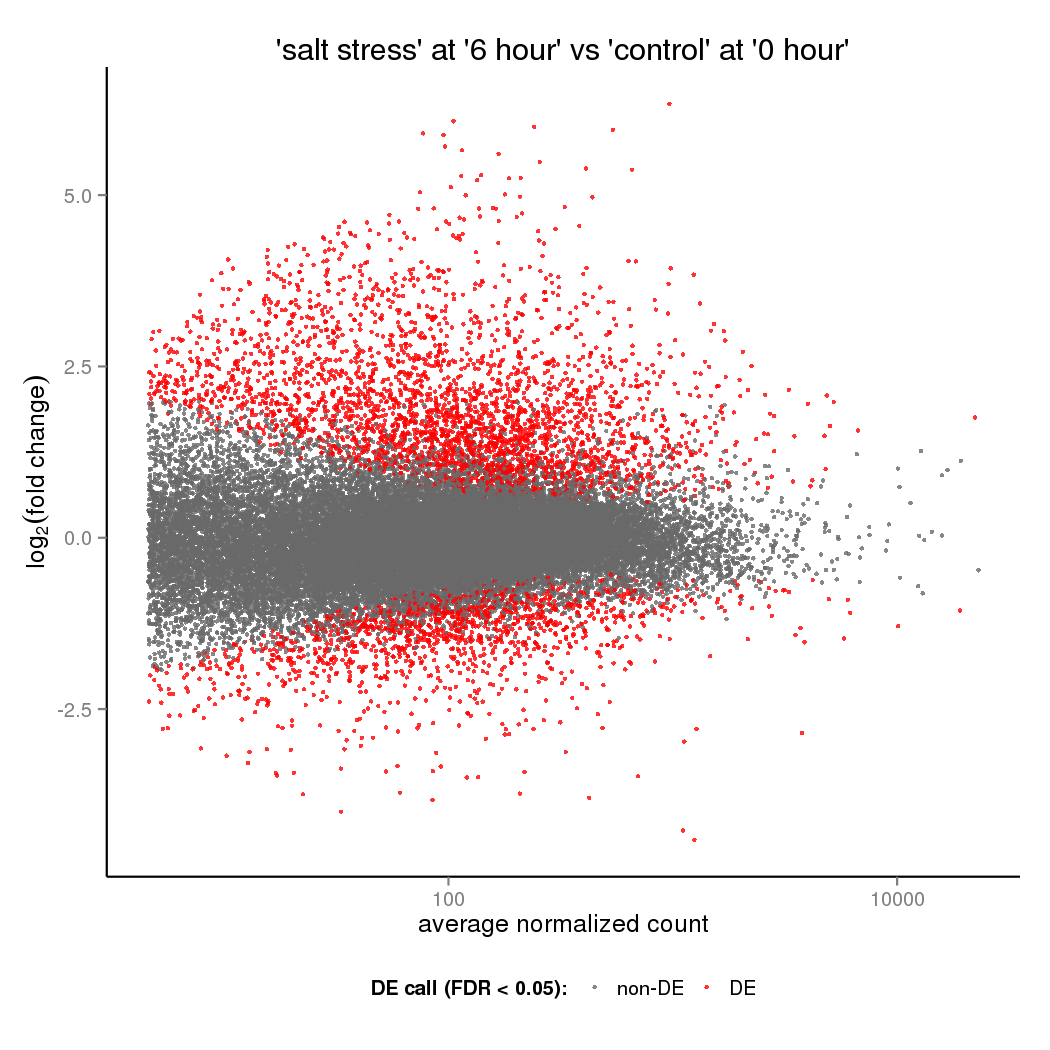 'salt stress' at '6 hour' vs 'control' at '0 hour'
log₂(fold change)
5.0
2.5
0.0
-2.5
100
10000
average normalized count
DE call (FDR < 0.05): non-DE DE